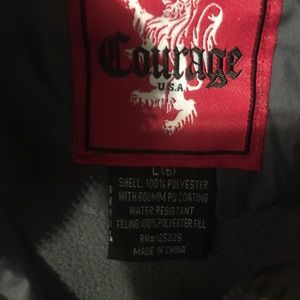 Courage
U.S.A.
L (6)
SHELL: 100% POLYESTER
WITH 600MM PU COATING
WATER RESISTANT
FILLING: 100% POLYESTER FILL
RN# 125226
MADE IN CHINA